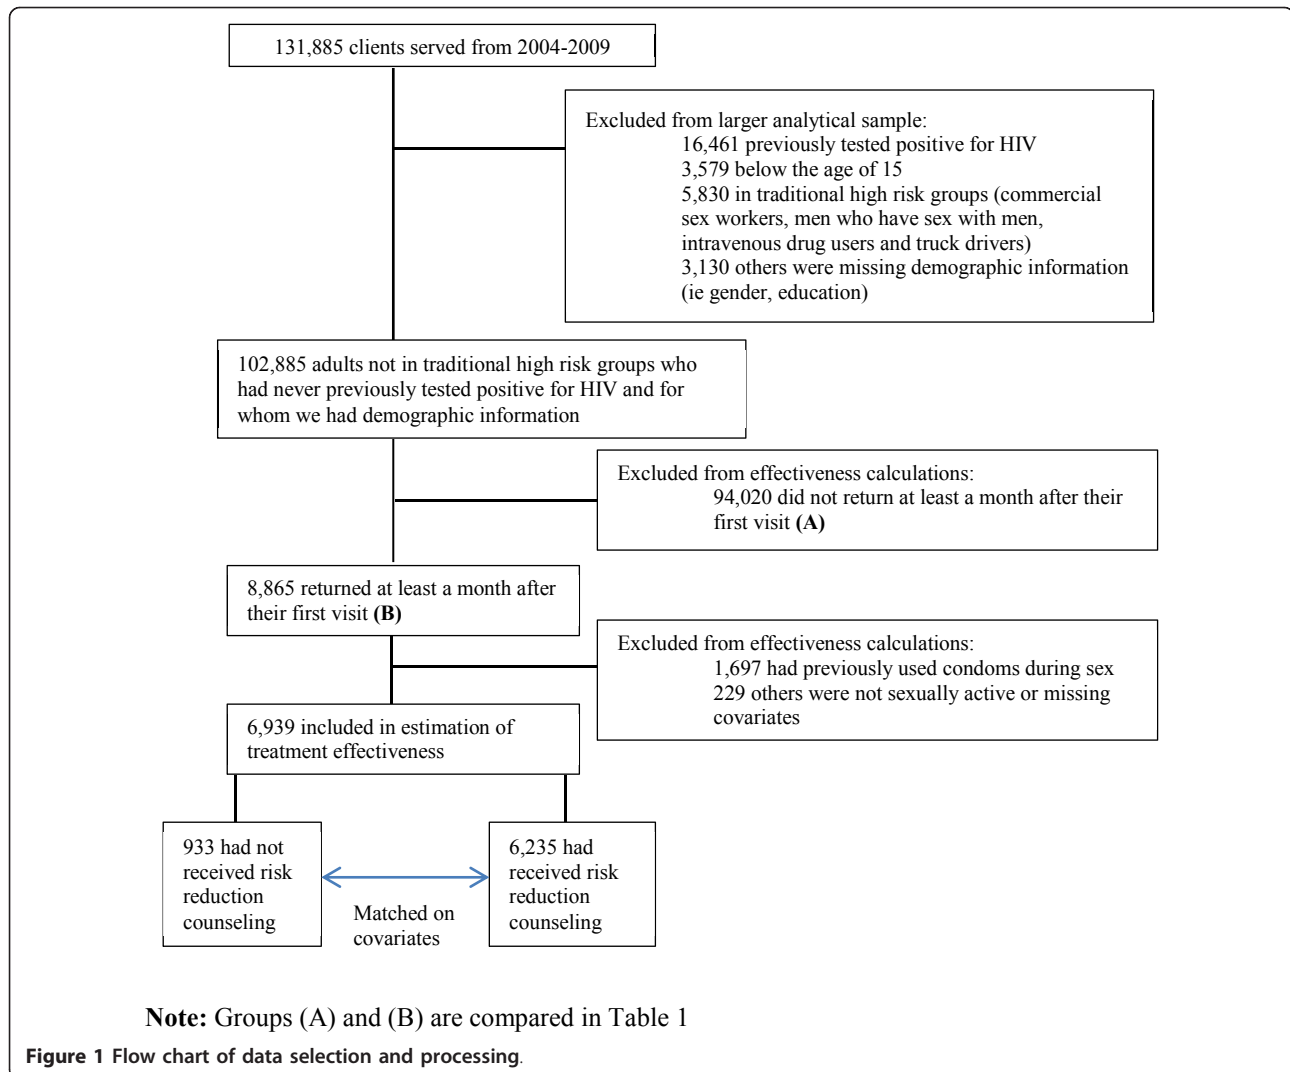 131,885 clients served from 2004-2009
Excluded from larger analytical sample:
16,461 previously tested positive for HIV
3,579 below the age of 15
5,830 in traditional high risk groups (commercial
sex workers, men who have sex with men,
intravenous drug users and truck drivers)
3,130 others were missing demographic information
(ie gender, education)
102,885 adults not in traditional high risk groups who
had never previously tested positive for HIV and for
whom we had demographic information
Excluded from effectiveness calculations:
94,020 did not return at least a month after their
first visit (A)
8,865 returned at least a month after
their first visit (B)
Excluded from effectiveness calculations:
1,697 had previously used condoms during sex
229 others were not sexually active or missing
covariates
6,939 included in estimation of
treatment effectiveness
933 had not
received risk
reduction
counseling
Matched on
covariates
6,235 had
received risk
reduction
counseling
Note: Groups (A) and (B) are compared in Table 1
Figure 1 Flow chart of data selection and processing.